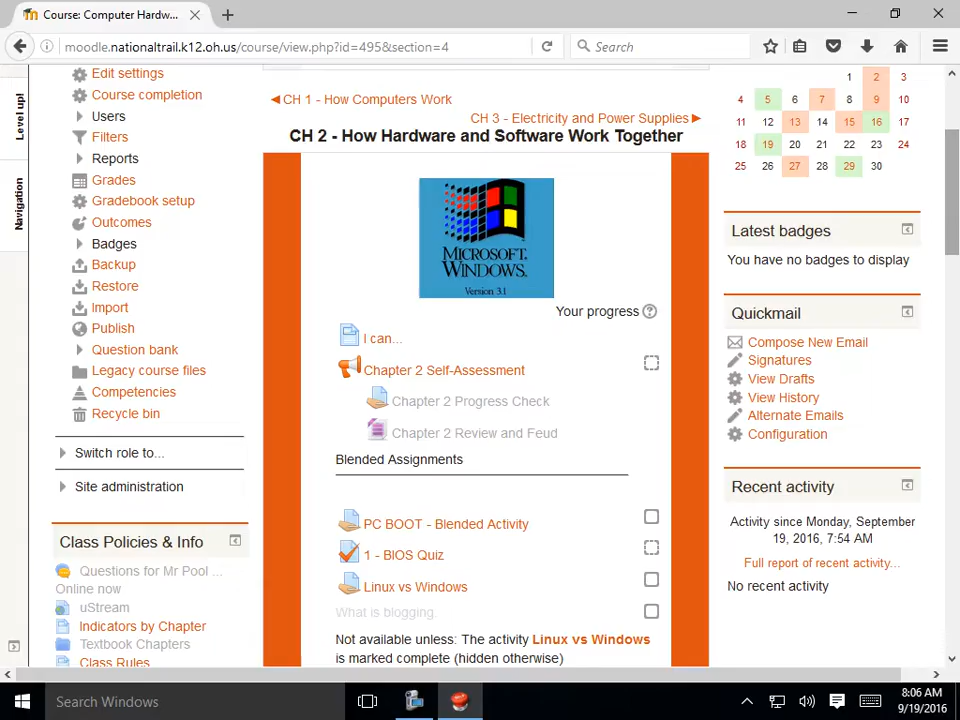 Course: Computer Hardw...
moodle.nationaltrail.k12.oh.us/course/view.php?id=495&section=4
Search
Level up!
Navigation
Edit settings
Course completion
Users
Filters
Reports
Grades
Gradebook setup
Outcomes
Badges
Backup
Restore
Import
Publish
Question bank
Legacy course files
Competencies
Recycle bin
Switch role to...
Site administration
Class Policies & Info
Questions for Mr Pool ...
Online now
uStream
Indicators by Chapter
Textbook Chapters
Class Rules
CH 1 - How Computers Work
CH 3 - Electricity and Power Supplies
CH 2 - How Hardware and Software Work Together
MICROSOFT.
WINDOWS.
Version 3.1
Your progress
I can...
Chapter 2 Self-Assessment
Chapter 2 Progress Check
Chapter 2 Review and Feud
Blended Assignments
PC BOOT - Blended Activity
1 - BIOS Quiz
Linux vs Windows
What is blogging.
Not available unless: The activity Linux vs Windows
is marked complete (hidden otherwise)
1 2 3
4 5 6 7 8 9 10
11 12 13 14 15 16 17
18 19 20 21 22 23 24
25 26 27 28 29 30
Latest badges
You have no badges to display
Quickmail
Compose New Email
Signatures
View Drafts
View History
Alternate Emails
Configuration
Recent activity
Activity since Monday, September
19, 2016, 7:54 AM
Full report of recent activity...
No recent activity
Search Windows
8:06 AM
9/19/2016